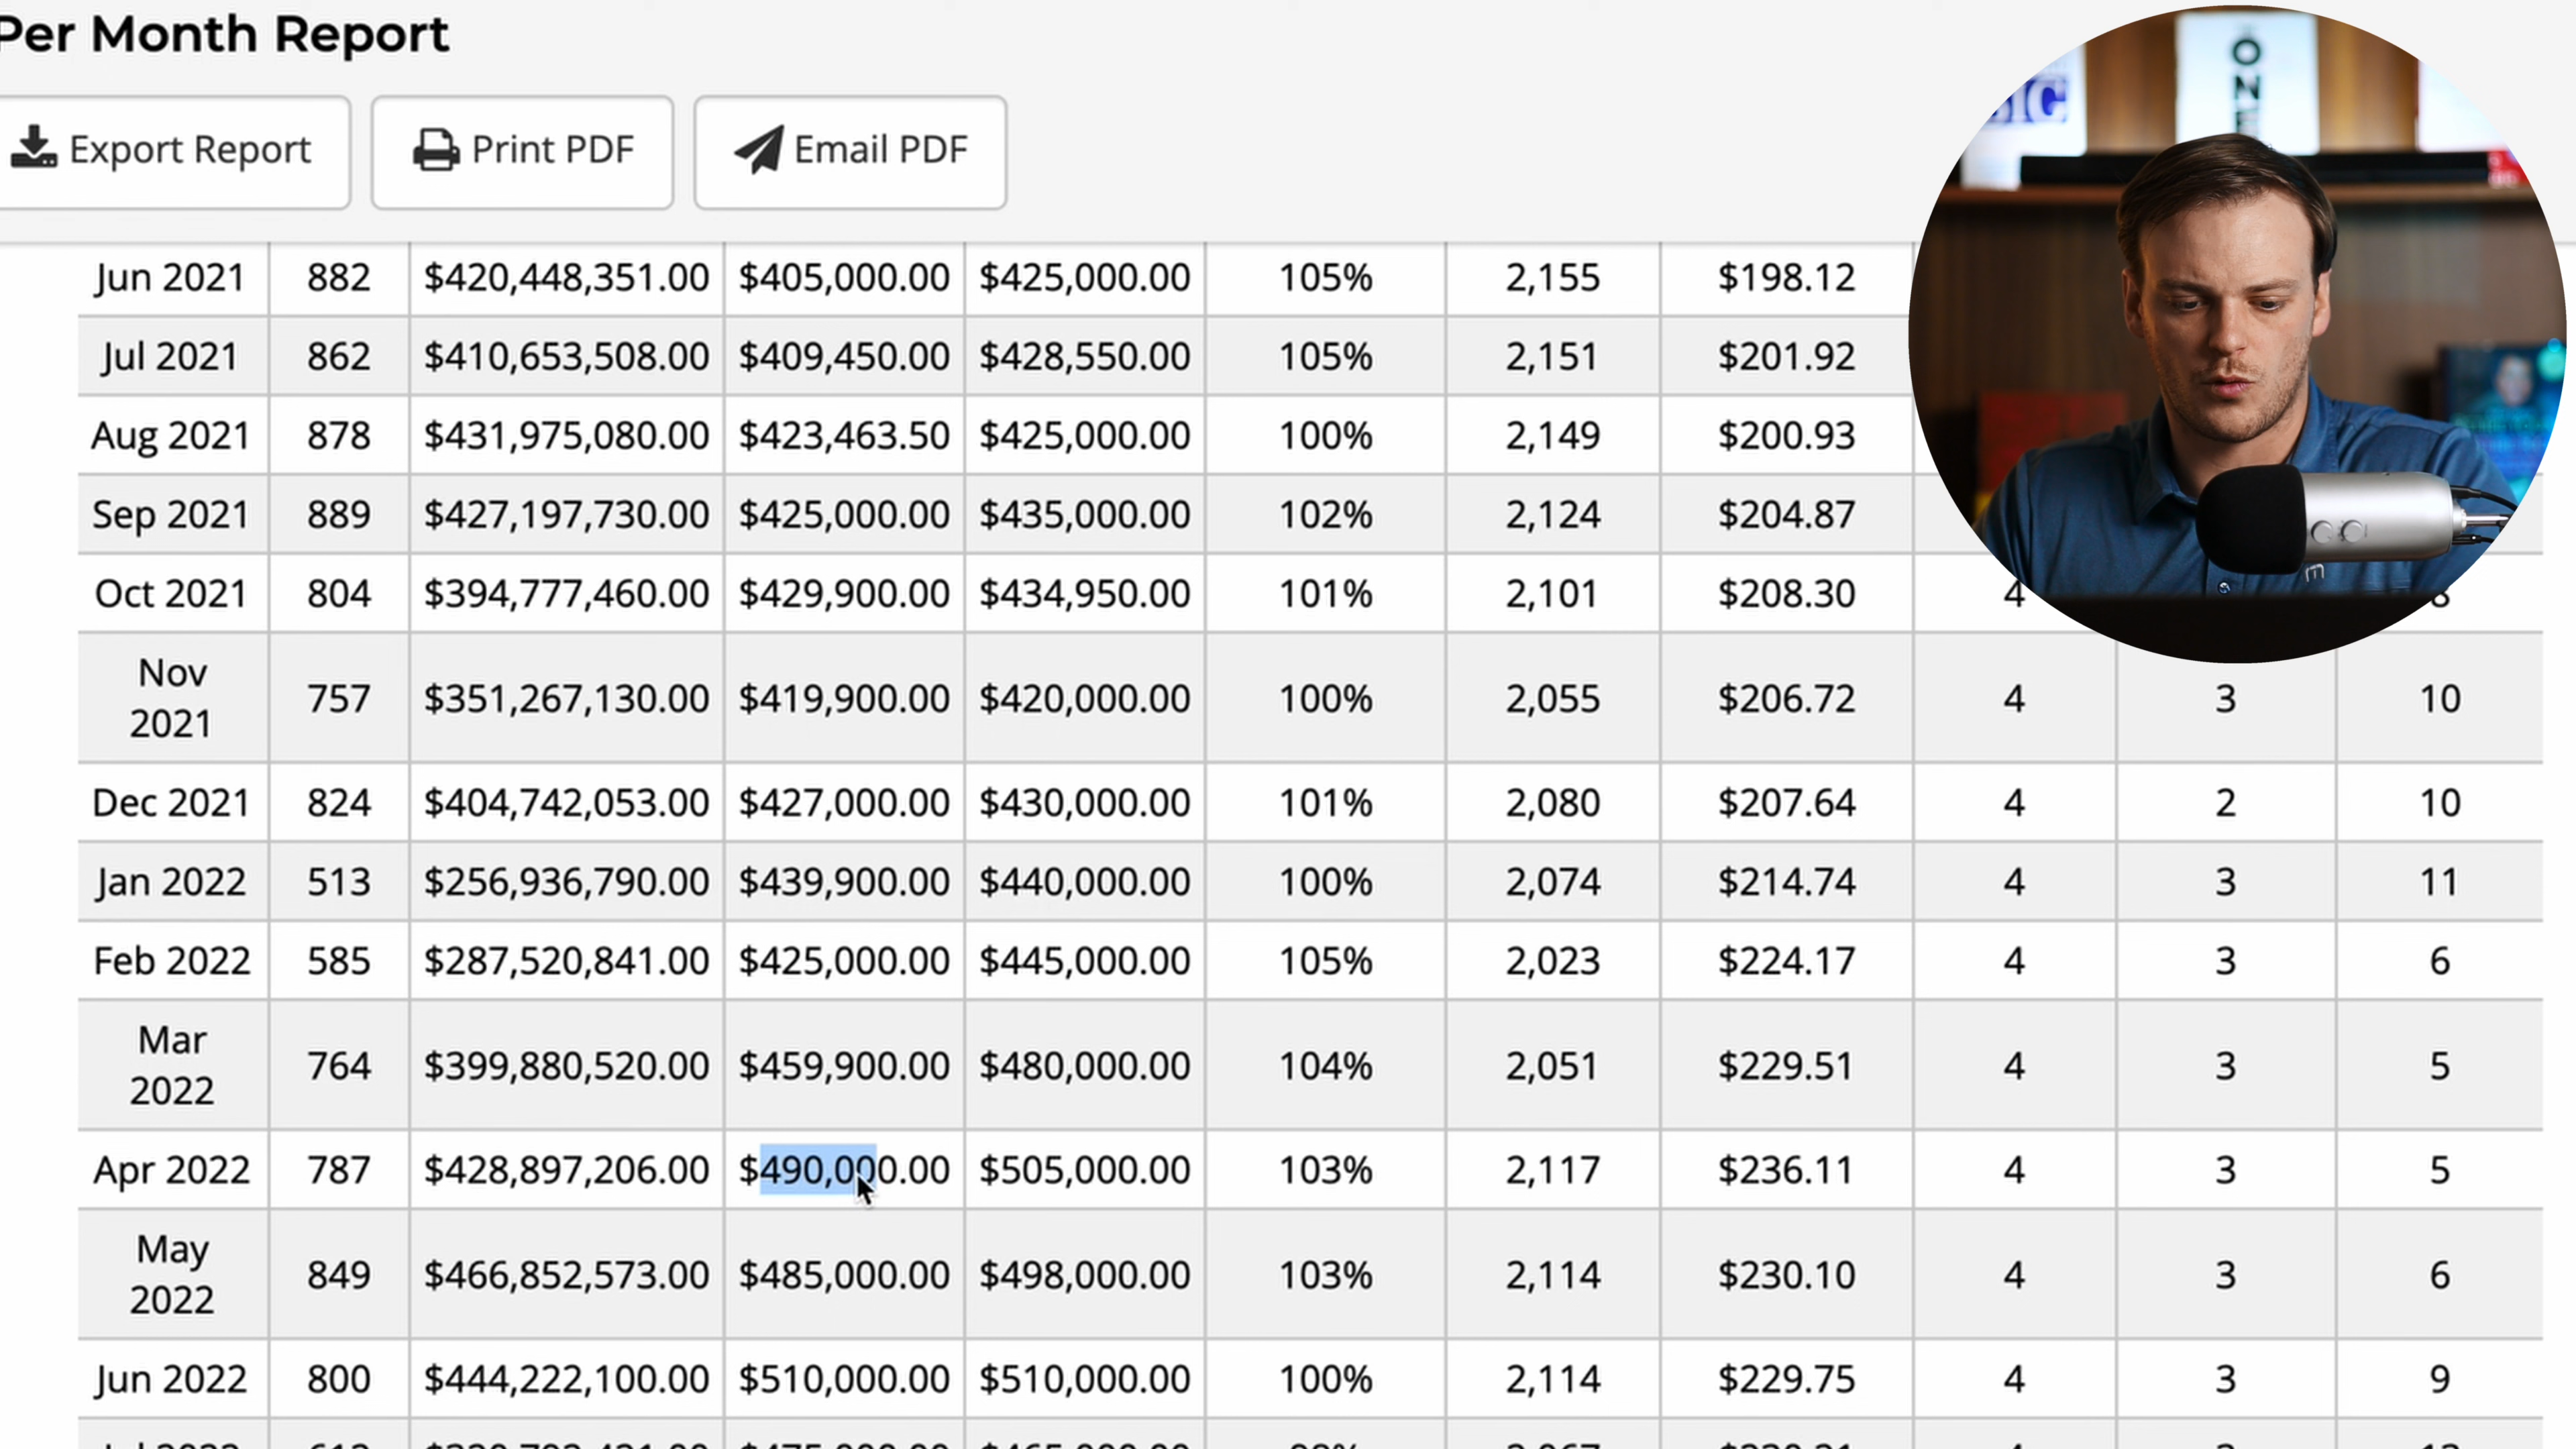 Per Month Report
Export Report Print PDF Email PDF
Jun 2021 882 $420,448,351.00 $405,000.00 $425,000.00 105% 2,155 $198.12
Jul 2021 862 $410,653,508.00 $409,450.00 $428,550.00 105% 2,151 $201.92
Aug 2021 878 $431,975,080.00 $423,463.50 $425,000.00 100% 2,149 $200.93
Sep 2021 889 $427,197,730.00 $425,000.00 $435,000.00 102% 2,124 $204.87
Oct 2021 804 $394,777,460.00 $429,900.00 $434,950.00 101% 2,101 $208.30 4 8
Nov
2021 757 $351,267,130.00 $419,900.00 $420,000.00 100% 2,055 $206.72 4 3 10
Dec 2021 824 $404,742,053.00 $427,000.00 $430,000.00 101% 2,080 $207.64 4 2 10
Jan 2022 513 $256,936,790.00 $439,900.00 $440,000.00 100% 2,074 $214.74 4 3 11
Feb 2022 585 $287,520,841.00 $425,000.00 $445,000.00 105% 2,023 $224.17 4 3 6
Mar
2022 764 $399,880,520.00 $459,900.00 $480,000.00 104% 2,051 $229.51 4 3 5
Apr 2022 787 $428,897,206.00 $490,000.00 $505,000.00 103% 2,117 $236.11 4 3 5
May
2022 849 $466,852,573.00 $485,000.00 $498,000.00 103% 2,114 $230.10 4 3 6
Jun 2022 800 $444,222,100.00 $510,000.00 $510,000.00 100% 2,114 $229.75 4 3 9